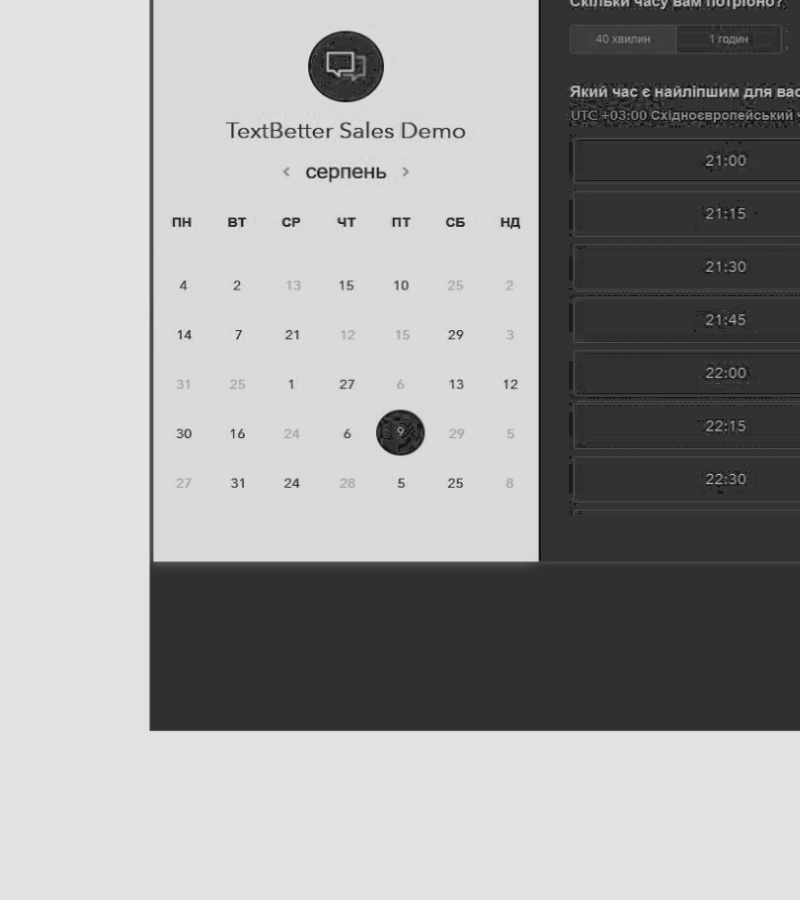 TextBetter Sales Demo
‹ серпень ›
ПН ВТ СР ЧТ ПТ СБ НД
4 2 13 15 10 25 2
14 7 21 12 15 29 3
31 25 1 27 6 13 12
30 16 24 6 9 29 5
27 31 24 28 5 25 8
Скільки часу вам потрібно?
40 хвилин 1 годин
Який час є найліпшим для вас
UTC +03:00 Східноєвропейський
21:00
21:15
21:30
21:45
22:00
22:15
22:30